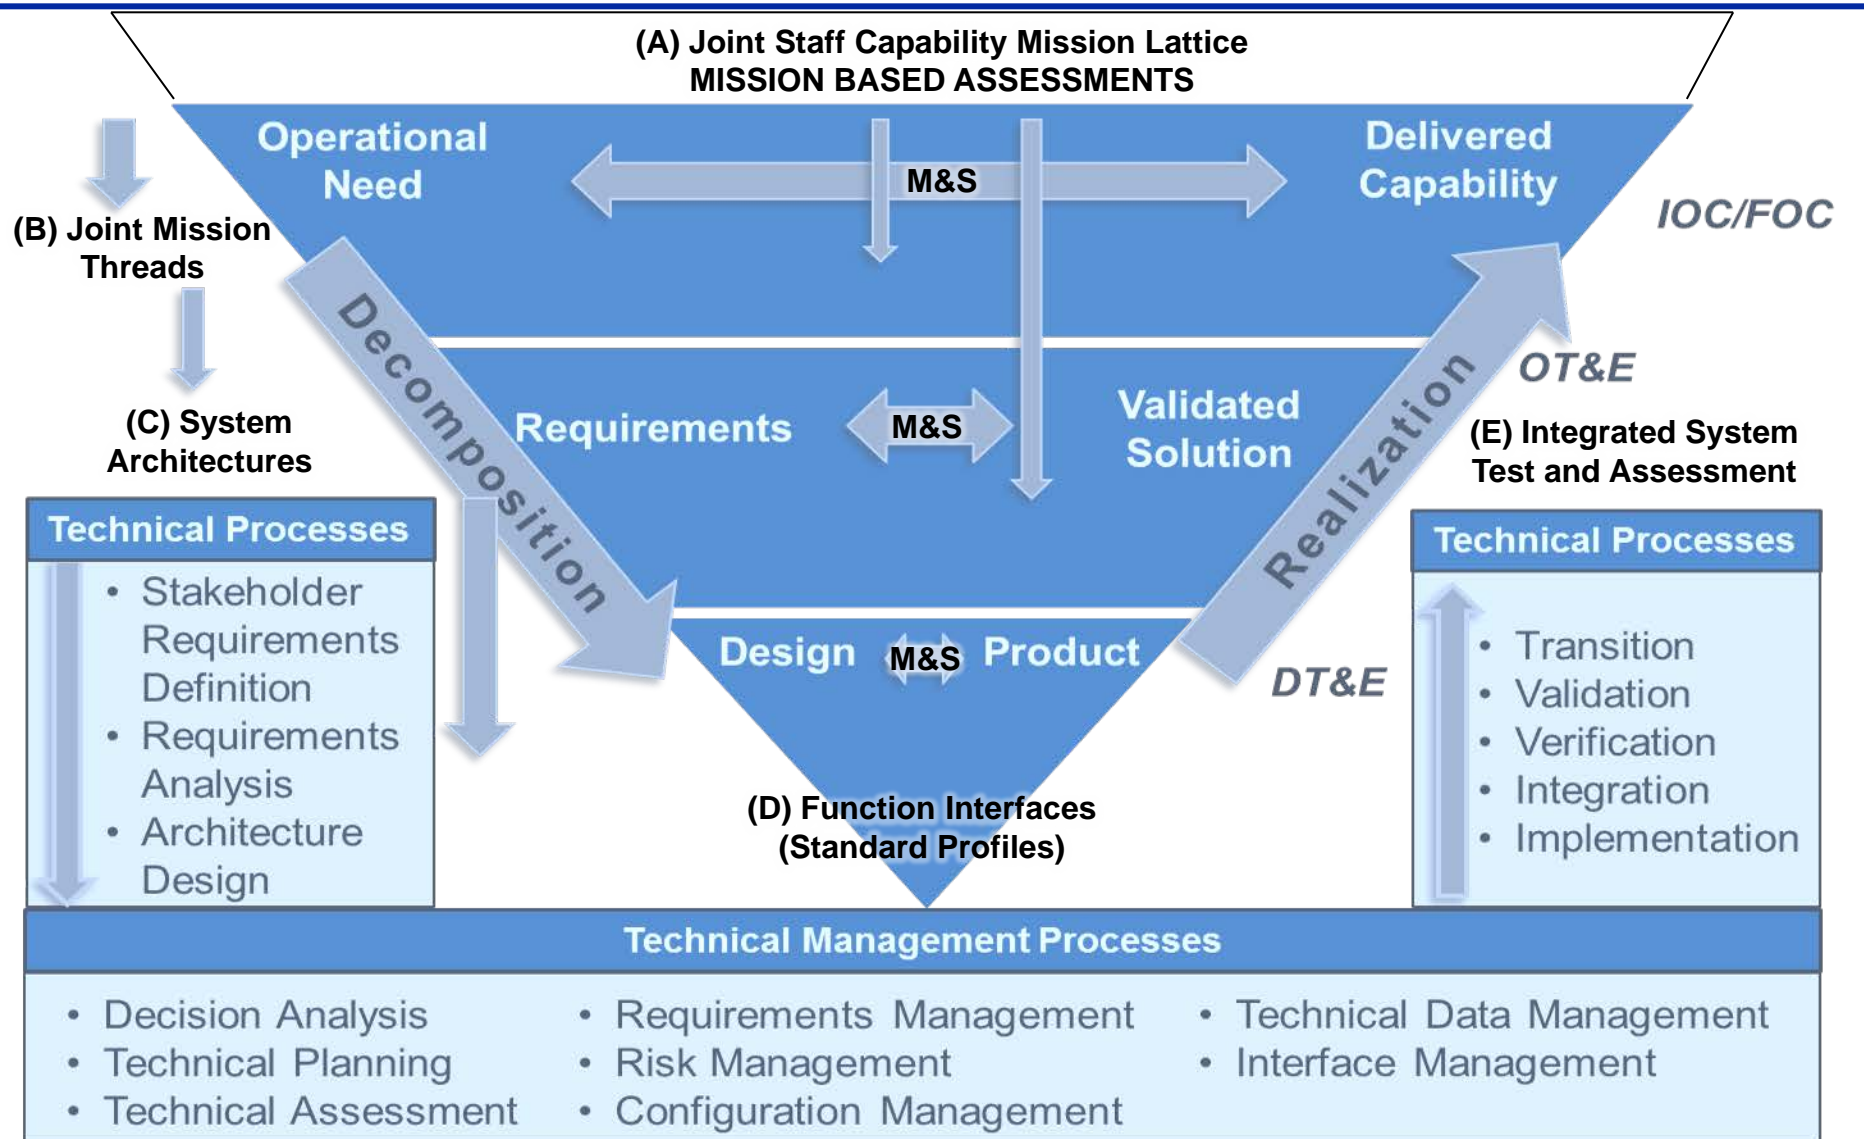 (A) Joint Staff Capability Mission Lattice
MISSION BASED ASSESSMENTS
Operational
Need
M&S
Delivered
Capability
IOC/FOC
(B) Joint Mission
Threads
Decomposition
(C) System
Architectures
Requirements
M&S
Validated
Solution
Realization
OT&E
(E) Integrated System
Test and Assessment
Technical Processes
• Stakeholder
Requirements
Definition
• Requirements
Analysis
• Architecture
Design
Design
M&S
Product
DT&E
(D) Function Interfaces
(Standard Profiles)
Technical Processes
• Transition
• Validation
• Verification
• Integration
• Implementation
Technical Management Processes
• Decision Analysis
• Technical Planning
• Technical Assessment
• Requirements Management
• Risk Management
• Configuration Management
• Technical Data Management
• Interface Management